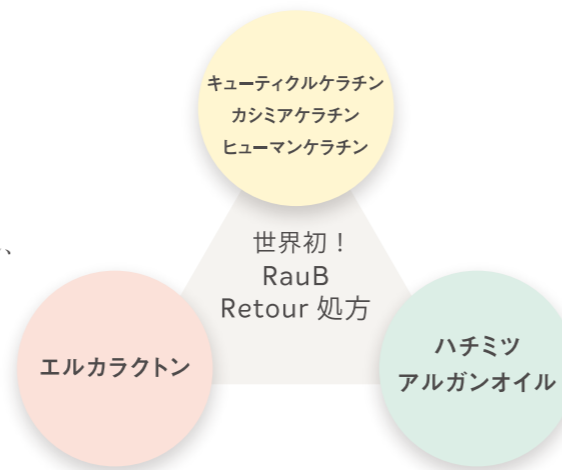 キューティクルケラチン
カシミアケラチン
ヒューマンケラチン
、
世界初！
RauB
Retour 処方
エルカラクトン
ハチミツ
アルガンオイル